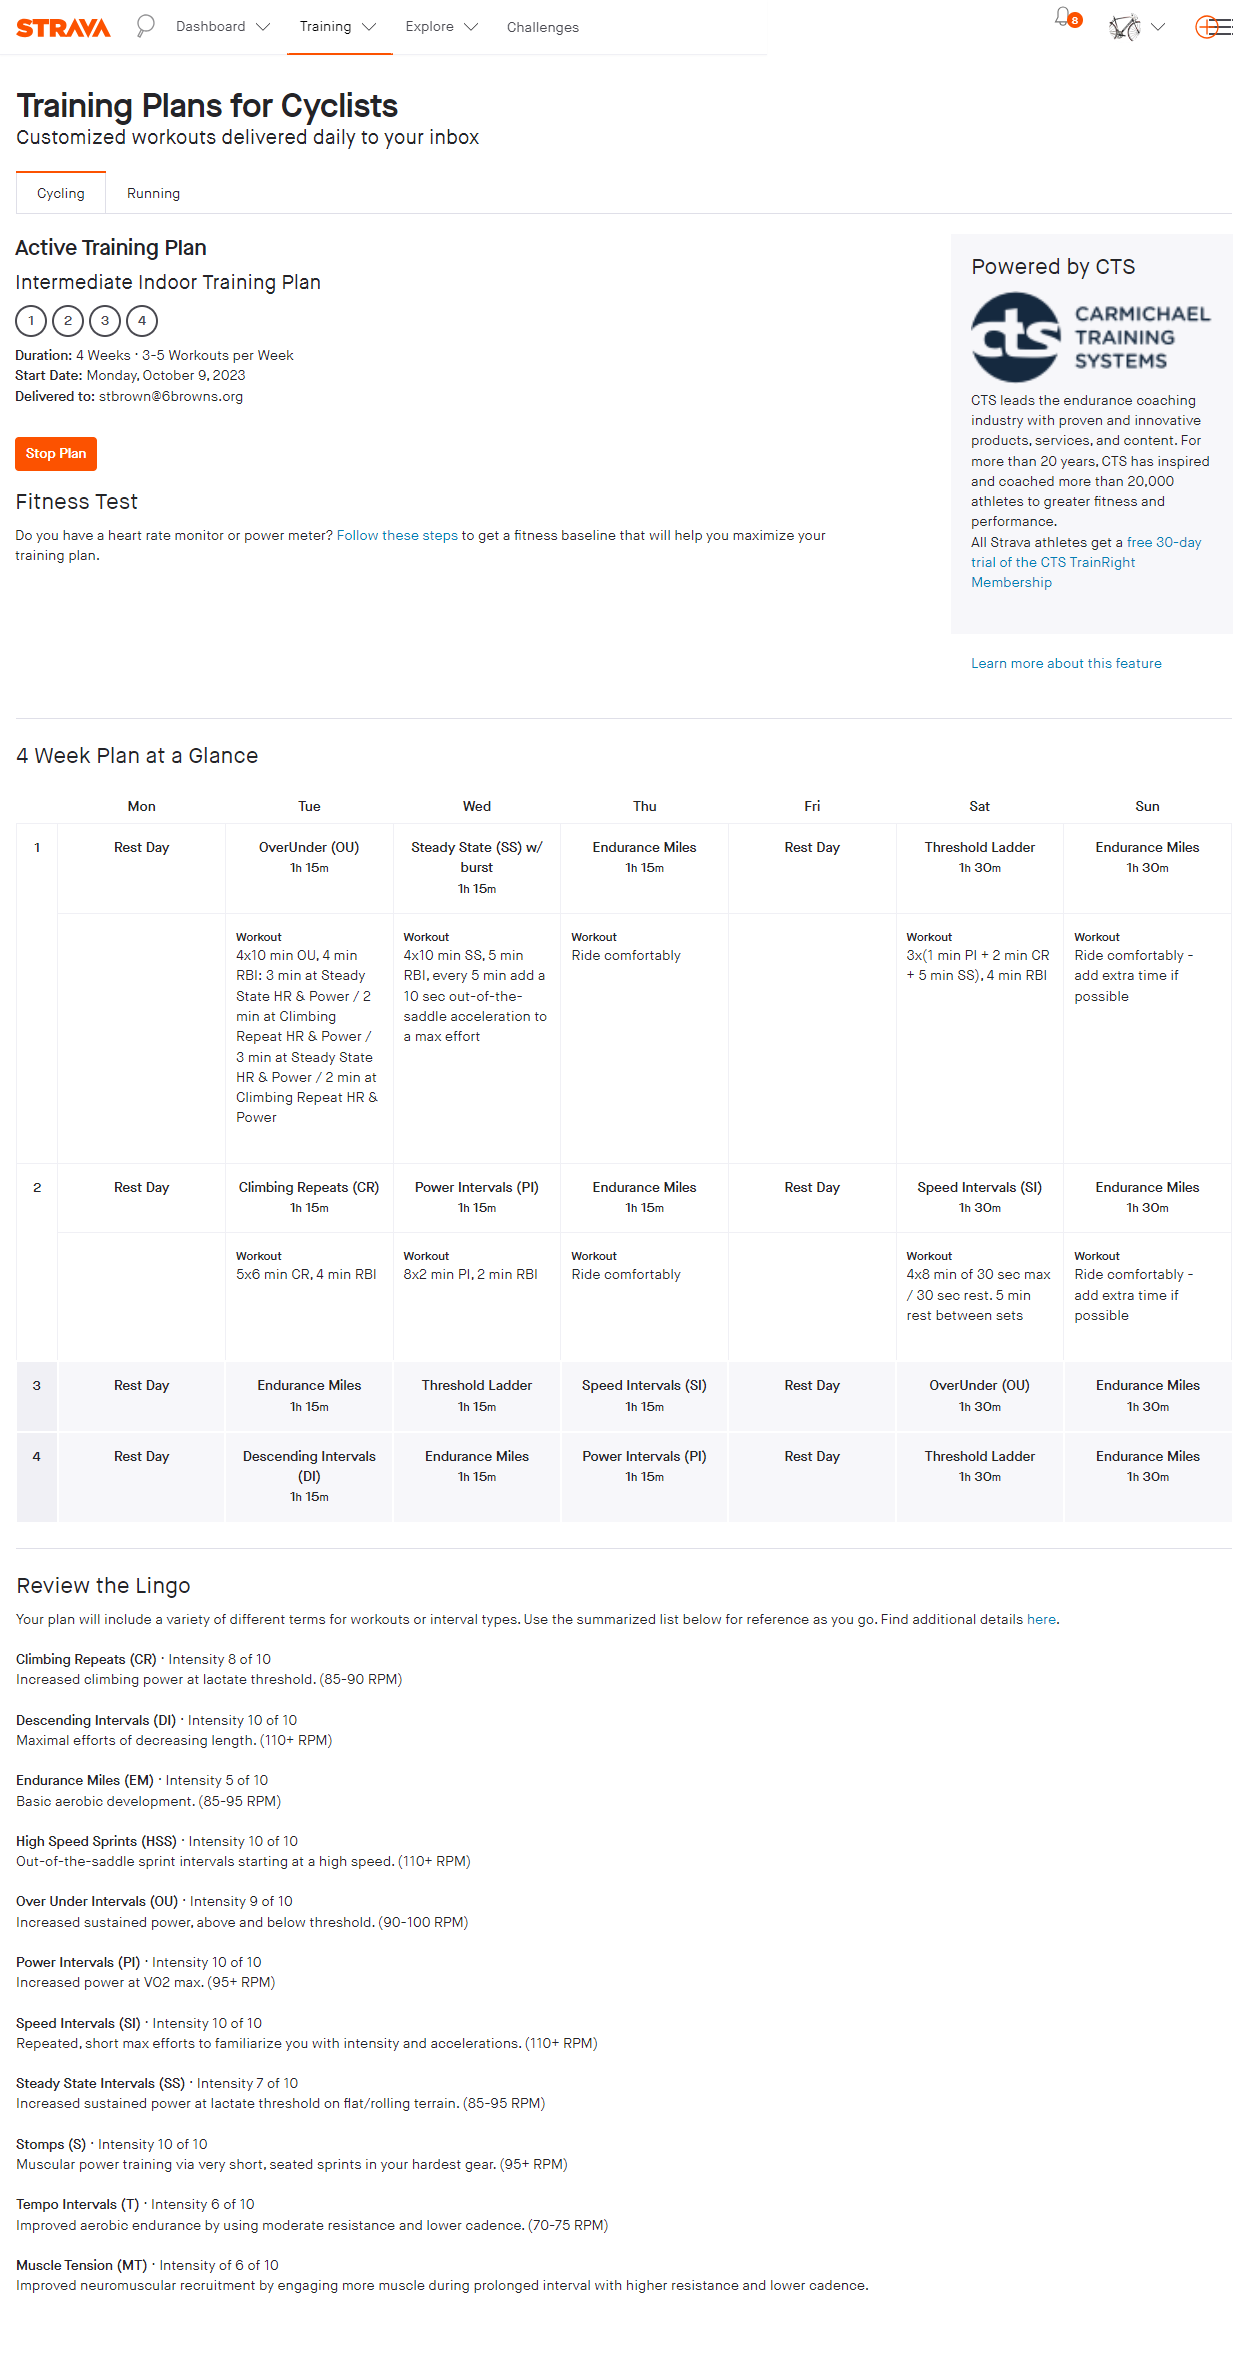 STRAVA
Dashboard
Training
Explore
Challenges
8
Training Plans for Cyclists
Customized workouts delivered daily to your inbox
Cycling
Running
Active Training Plan
Intermediate Indoor Training Plan
1 2 3 4
Duration: 4 Weeks · 3-5 Workouts per Week
Start Date: Monday, October 9, 2023
Delivered to: stbrown@6browns.org
Stop Plan
Fitness Test
Do you have a heart rate monitor or power meter? Follow these steps to get a fitness baseline that will help you maximize your
training plan.
Powered by CTS
cts
CARMICHAEL
TRAINING
SYSTEMS
CTS leads the endurance coaching
industry with proven and innovative
products, services, and content. For
more than 20 years, CTS has inspired
and coached more than 20,000
athletes to greater fitness and
performance.
All Strava athletes get a free 30-day
trial of the CTS TrainRight
Membership
Learn more about this feature
4 Week Plan at a Glance
Mon Tue Wed Thu Fri Sat Sun
1
Rest Day
OverUnder (OU)
1h 15m
Steady State (SS) w/
burst
1h 15m
Endurance Miles
1h 15m
Rest Day
Threshold Ladder
1h 30m
Endurance Miles
1h 30m
Workout
4x10 min OU, 4 min
RBI: 3 min at Steady
State HR & Power / 2
min at Climbing
Repeat HR & Power /
3 min at Steady State
HR & Power / 2 min at
Climbing Repeat HR &
Power
Workout
4x10 min SS, 5 min
RBI, every 5 min add a
10 sec out-of-the-
saddle acceleration to
a max effort
Workout
Ride comfortably
Workout
3x(1 min PI + 2 min CR
+ 5 min SS), 4 min RBI
Workout
Ride comfortably -
add extra time if
possible
2
Rest Day
Climbing Repeats (CR)
1h 15m
Power Intervals (PI)
1h 15m
Endurance Miles
1h 15m
Rest Day
Speed Intervals (SI)
1h 30m
Endurance Miles
1h 30m
Workout
5x6 min CR, 4 min RBI
Workout
8x2 min PI, 2 min RBI
Workout
Ride comfortably
Workout
4x8 min of 30 sec max
/ 30 sec rest. 5 min
rest between sets
Workout
Ride comfortably -
add extra time if
possible
3
Rest Day
Endurance Miles
1h 15m
Threshold Ladder
1h 15m
Speed Intervals (SI)
1h 15m
Rest Day
OverUnder (OU)
1h 30m
Endurance Miles
1h 30m
4
Rest Day
Descending Intervals
(DI)
1h 15m
Endurance Miles
1h 15m
Power Intervals (PI)
1h 15m
Rest Day
Threshold Ladder
1h 30m
Endurance Miles
1h 30m
Review the Lingo
Your plan will include a variety of different terms for workouts or interval types. Use the summarized list below for reference as you go. Find additional details here.
Climbing Repeats (CR) · Intensity 8 of 10
Increased climbing power at lactate threshold. (85-90 RPM)
Descending Intervals (DI) · Intensity 10 of 10
Maximal efforts of decreasing length. (110+ RPM)
Endurance Miles (EM) · Intensity 5 of 10
Basic aerobic development. (85-95 RPM)
High Speed Sprints (HSS) · Intensity 10 of 10
Out-of-the-saddle sprint intervals starting at a high speed. (110+ RPM)
Over Under Intervals (OU) · Intensity 9 of 10
Increased sustained power, above and below threshold. (90-100 RPM)
Power Intervals (PI) · Intensity 10 of 10
Increased power at VO2 max. (95+ RPM)
Speed Intervals (SI) · Intensity 10 of 10
Repeated, short max efforts to familiarize you with intensity and accelerations. (110+ RPM)
Steady State Intervals (SS) · Intensity 7 of 10
Increased sustained power at lactate threshold on flat/rolling terrain. (85-95 RPM)
Stomps (S) · Intensity 10 of 10
Muscular power training via very short, seated sprints in your hardest gear. (95+ RPM)
Tempo Intervals (T) · Intensity 6 of 10
Improved aerobic endurance by using moderate resistance and lower cadence. (70-75 RPM)
Muscle Tension (MT) · Intensity of 6 of 10
Improved neuromuscular recruitment by engaging more muscle during prolonged interval with higher resistance and lower cadence.